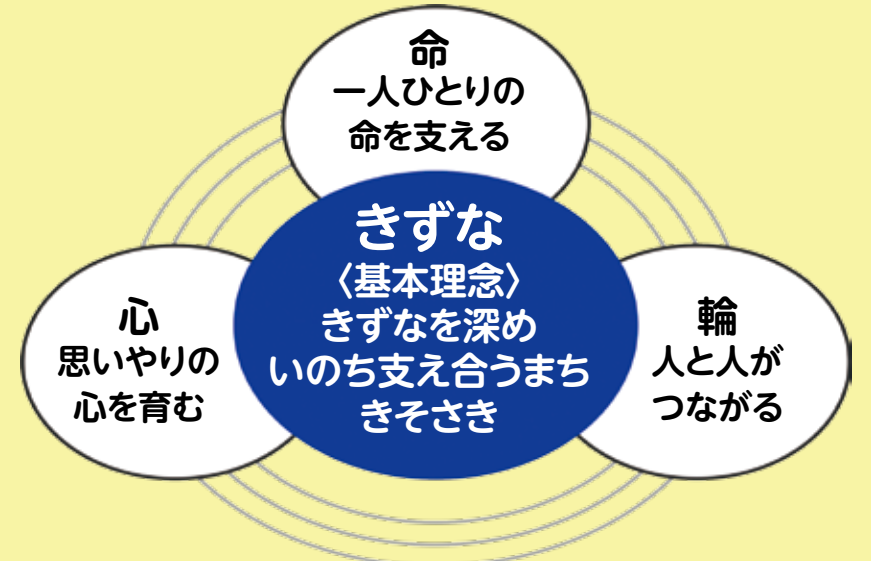 命
一人ひとりの
命を支える
きずな
〈基本理念〉
きずなを深め
いのち支え合うまち
きそさき
心
思いやりの
心を育む
輪
人と人が
つながる